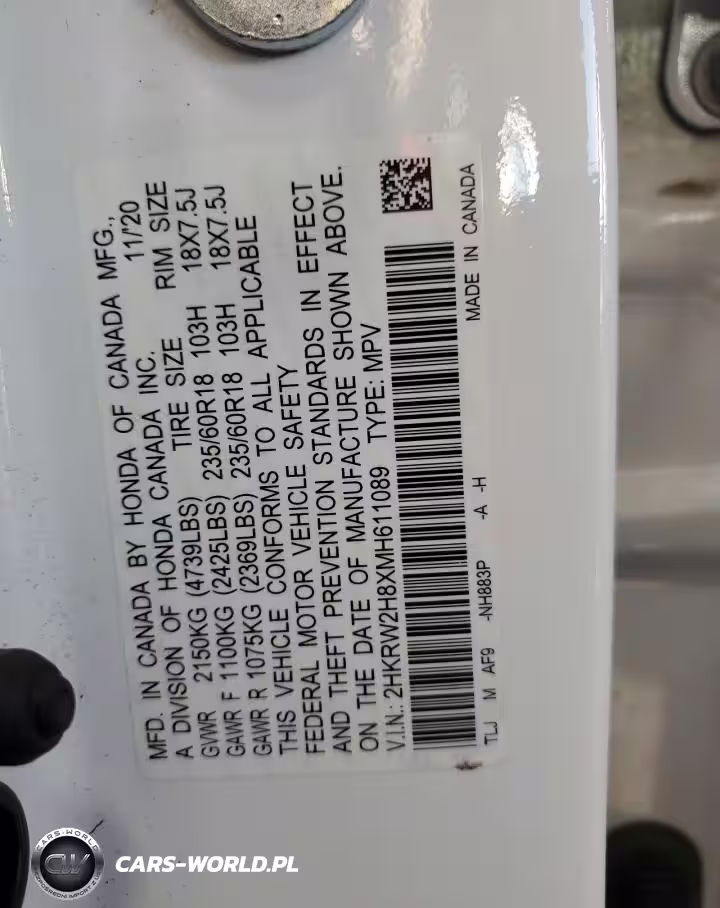 MFD. IN CANADA BY HONDA OF CANADA MFG.,
A DIVISION OF HONDA CANADA INC. 11/'20
GVWR 2150KG (4739LBS) TIRE SIZE RIM SIZE
GAWR F 1100KG (2425LBS) 235/60R18 103H 18X7.5J
GAWR R 1075KG (2369LBS) 235/60R18 103H 18X7.5J
THIS VEHICLE CONFORMS TO ALL APPLICABLE
FEDERAL MOTOR VEHICLE SAFETY
AND THEFT PREVENTION STANDARDS IN EFFECT
ON THE DATE OF MANUFACTURE SHOWN ABOVE.
V.I.N.: 2HKRW2H8XMH611089 TYPE: MPV
TLJ M AF9 -NH883P -A -H MADE IN CANADA
CARS-WORLD
CW
CARS-WORLD.PL